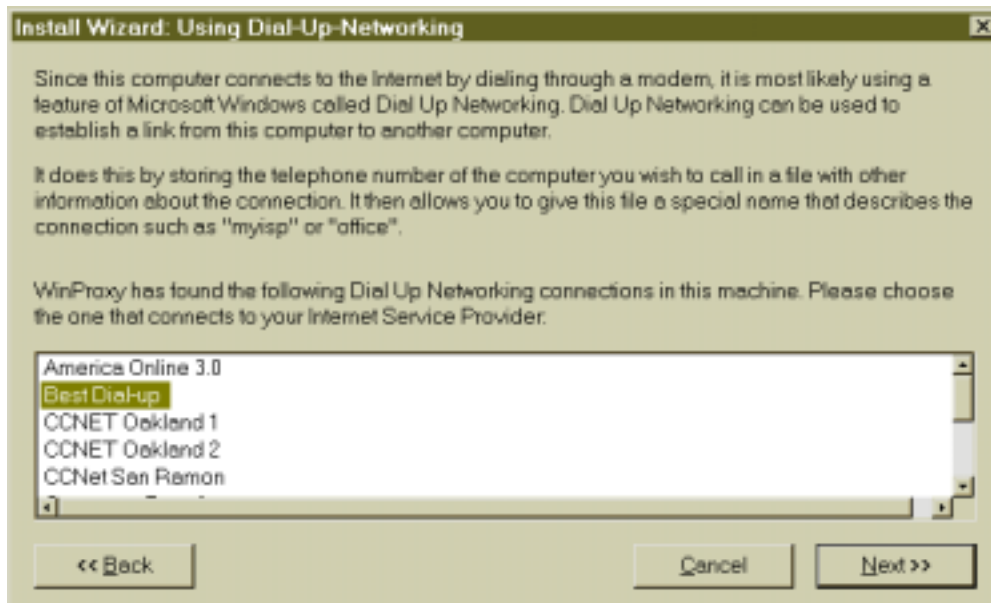 Install Wizard: Using Dial-Up-Networking
Since this computer connects to the Internet by dialing through a modem, it is most likely using a
feature of Microsoft Windows called Dial Up Networking. Dial Up Networking can be used to
establish a link from this computer to another computer.
It does this by storing the telephone number of the computer you wish to call in a file with other
information about the connection. It then allows you to give this file a special name that describes the
connection such as "myisp" or "office".
WinProxy has found the following Dial Up Networking connections in this machine. Please choose
the one that connects to your Internet Service Provider:
America Online 3.0
Best Dial-up
CCNET Oakland 1
CCNET Oakland 2
CCNet San Ramon
<< Back
Cancel
Next >>